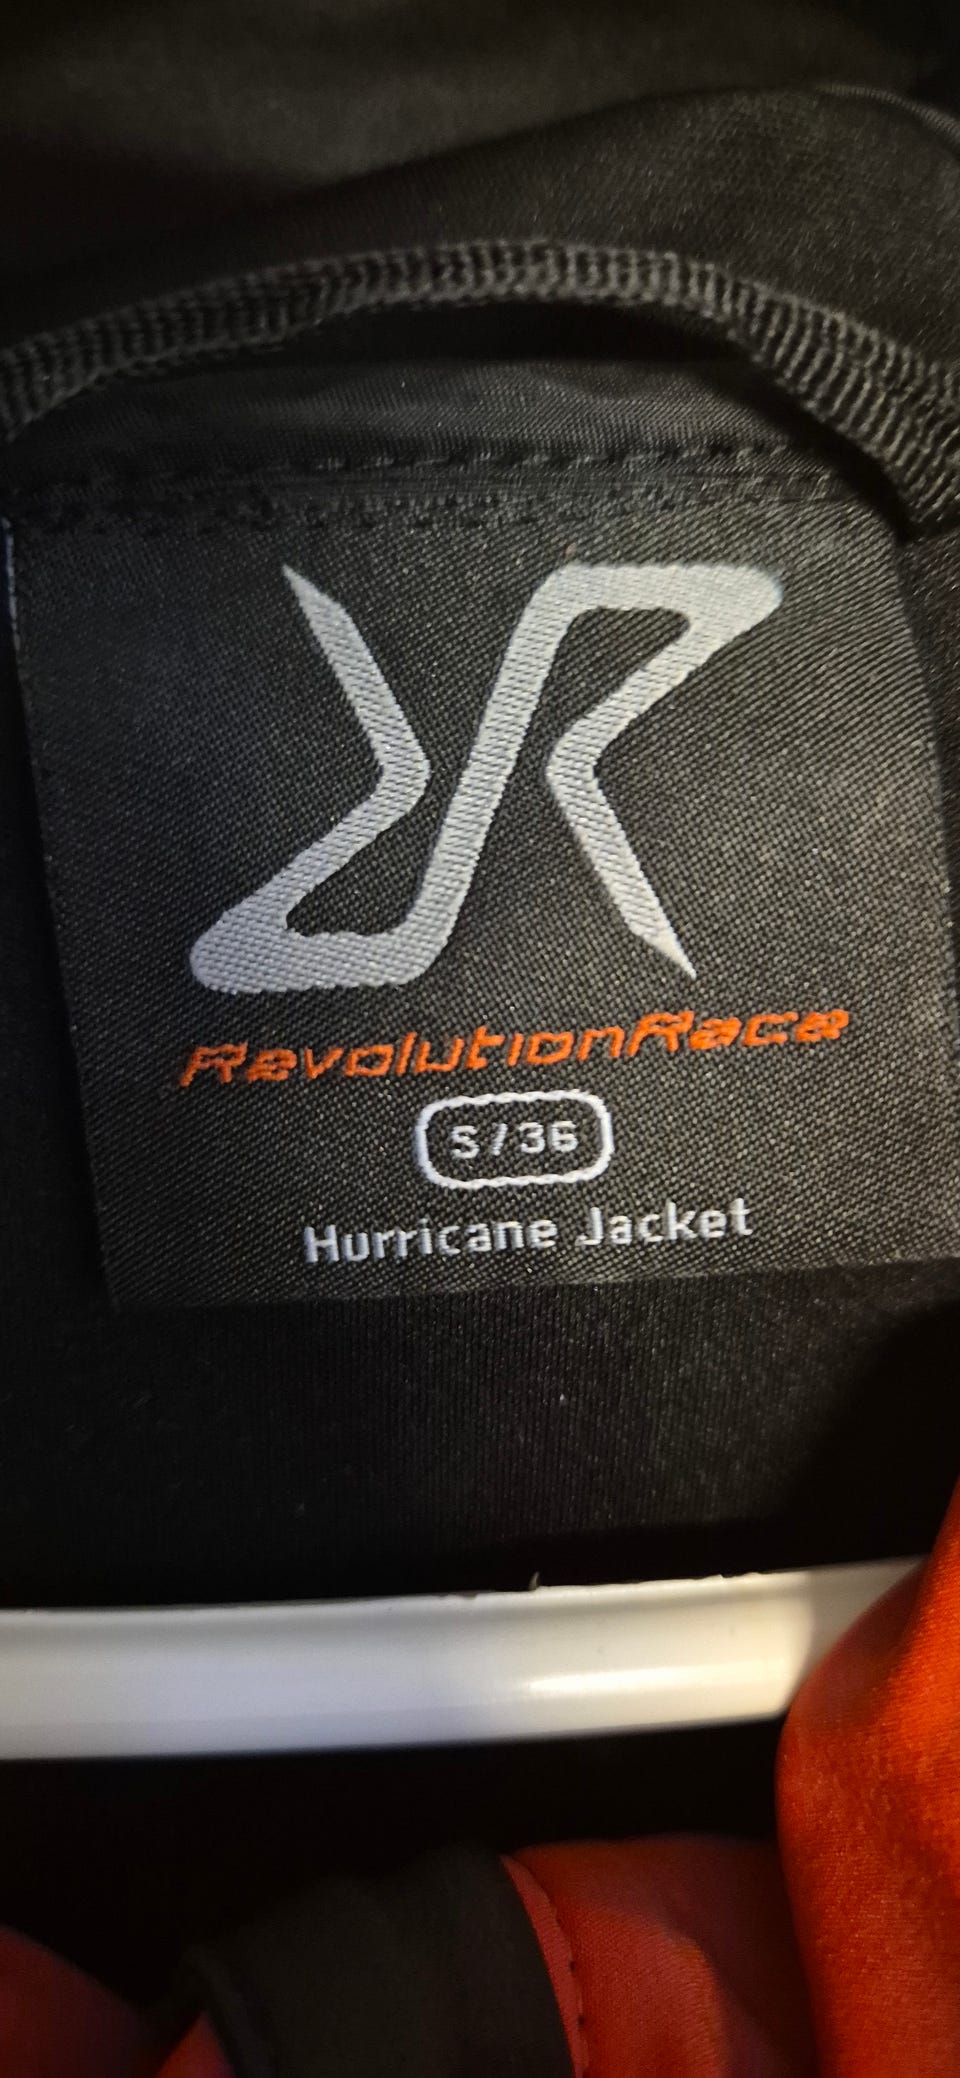 RevolutionRace
S/36
Hurricane Jacket